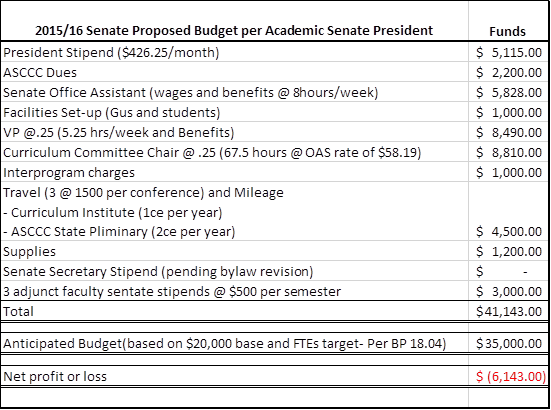 2015/16 Senate Proposed Budget per Academic Senate President Funds
President Stipend ($426.25/month) $ 5,115.00
ASCCC Dues $ 2,200.00
Senate Office Assistant (wages and benefits @ 8hours/week) $ 5,828.00
Facilities Set-up (Gus and students) $ 1,000.00
VP @.25 (5.25 hrs/week and Benefits) $ 8,490.00
Curriculum Committee Chair @ .25 (67.5 hours @ OAS rate of $58.19) $ 8,810.00
Interprogram charges $ 1,000.00
Travel (3 @ 1500 per conference) and Mileage
- Curriculum Institute (1ce per year)
- ASCCC State Pliminary (2ce per year) $ 4,500.00
Supplies $ 1,200.00
Senate Secretary Stipend (pending bylaw revision) $ -
3 adjunct faculty sentate stipends @ $500 per semester $ 3,000.00
Total $41,143.00
Anticipated Budget(based on $20,000 base and FTEs target- Per BP 18.04) $35,000.00
Net profit or loss $ (6,143.00)